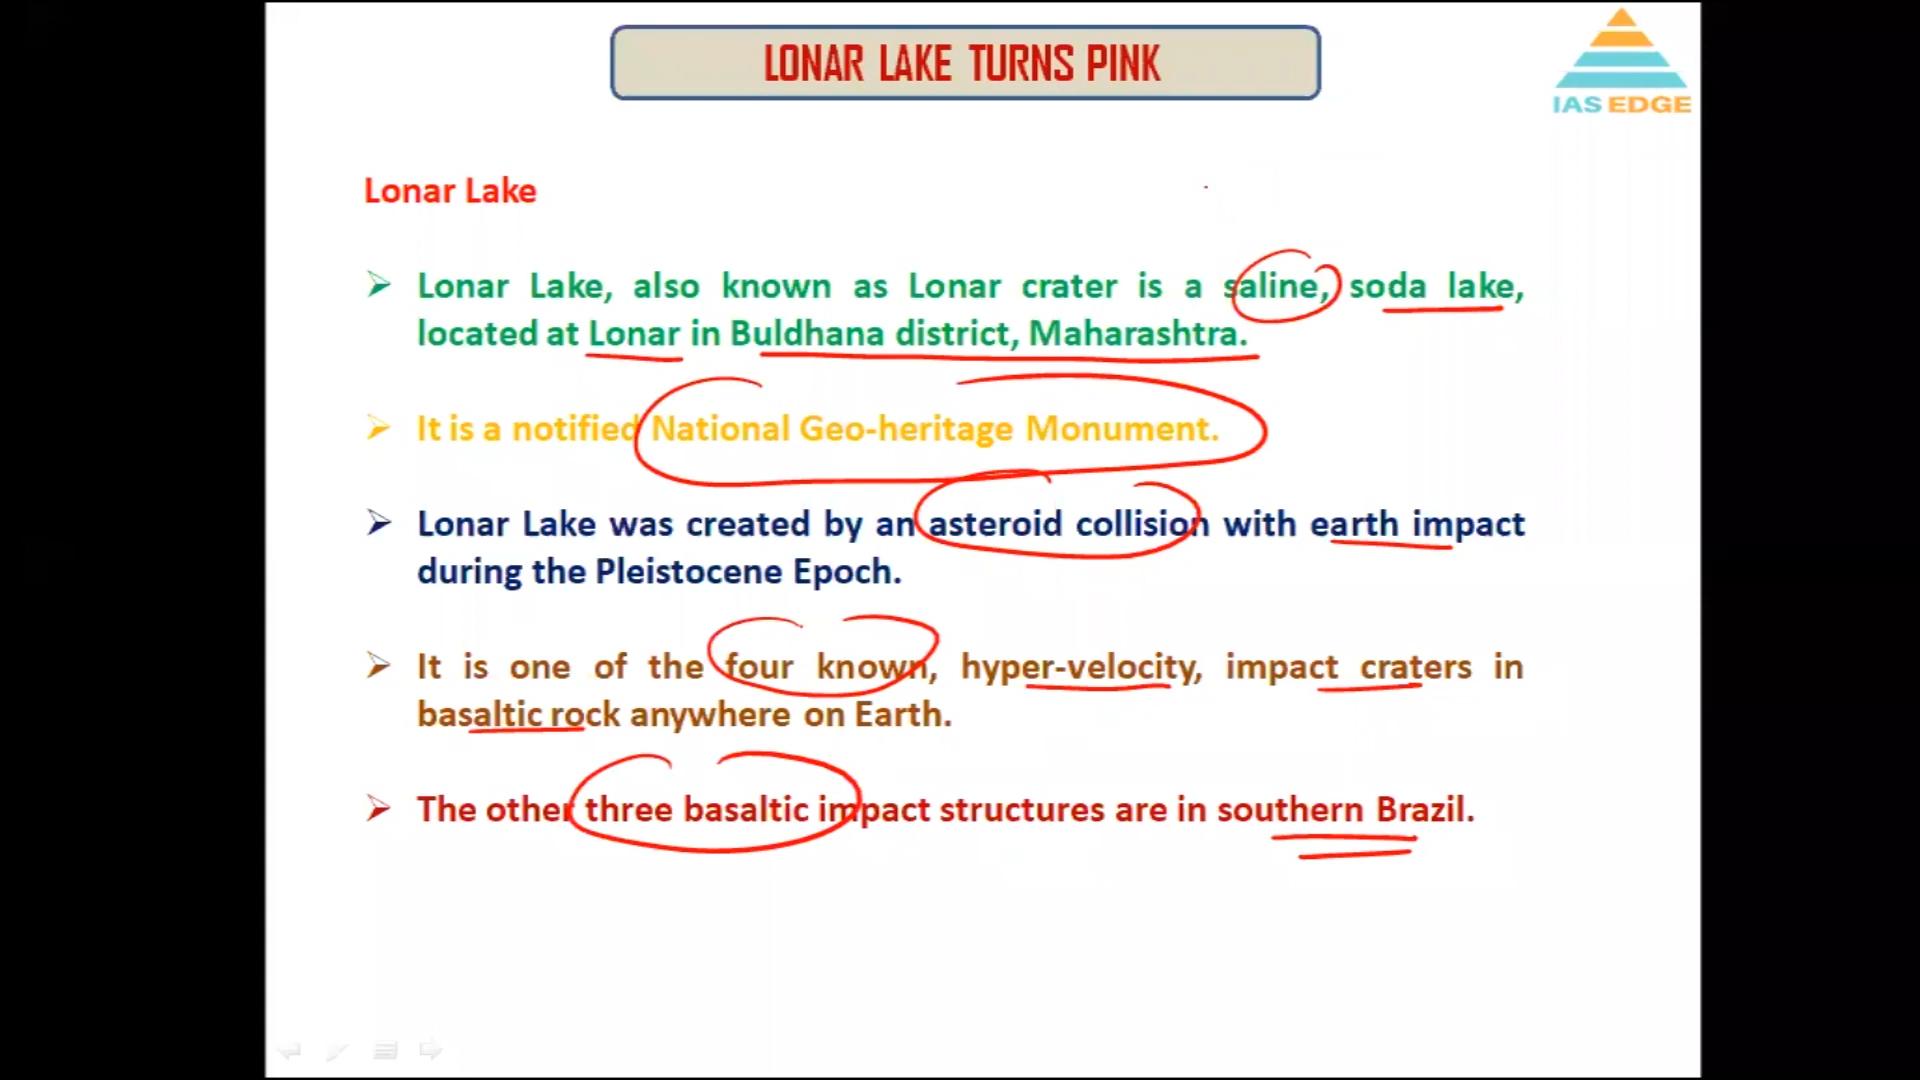 LONAR LAKE TURNS PINK
IAS EDGE
Lonar Lake
Lonar Lake, also known as Lonar crater is a saline, soda lake,
located at Lonar in Buldhana district, Maharashtra.
It is a notified National Geo-heritage Monument.
Lonar Lake was created by an asteroid collision with earth impact
during the Pleistocene Epoch.
It is one of the four known, hyper-velocity, impact craters in
basaltic rock anywhere on Earth.
The other three basaltic impact structures are in southern Brazil.